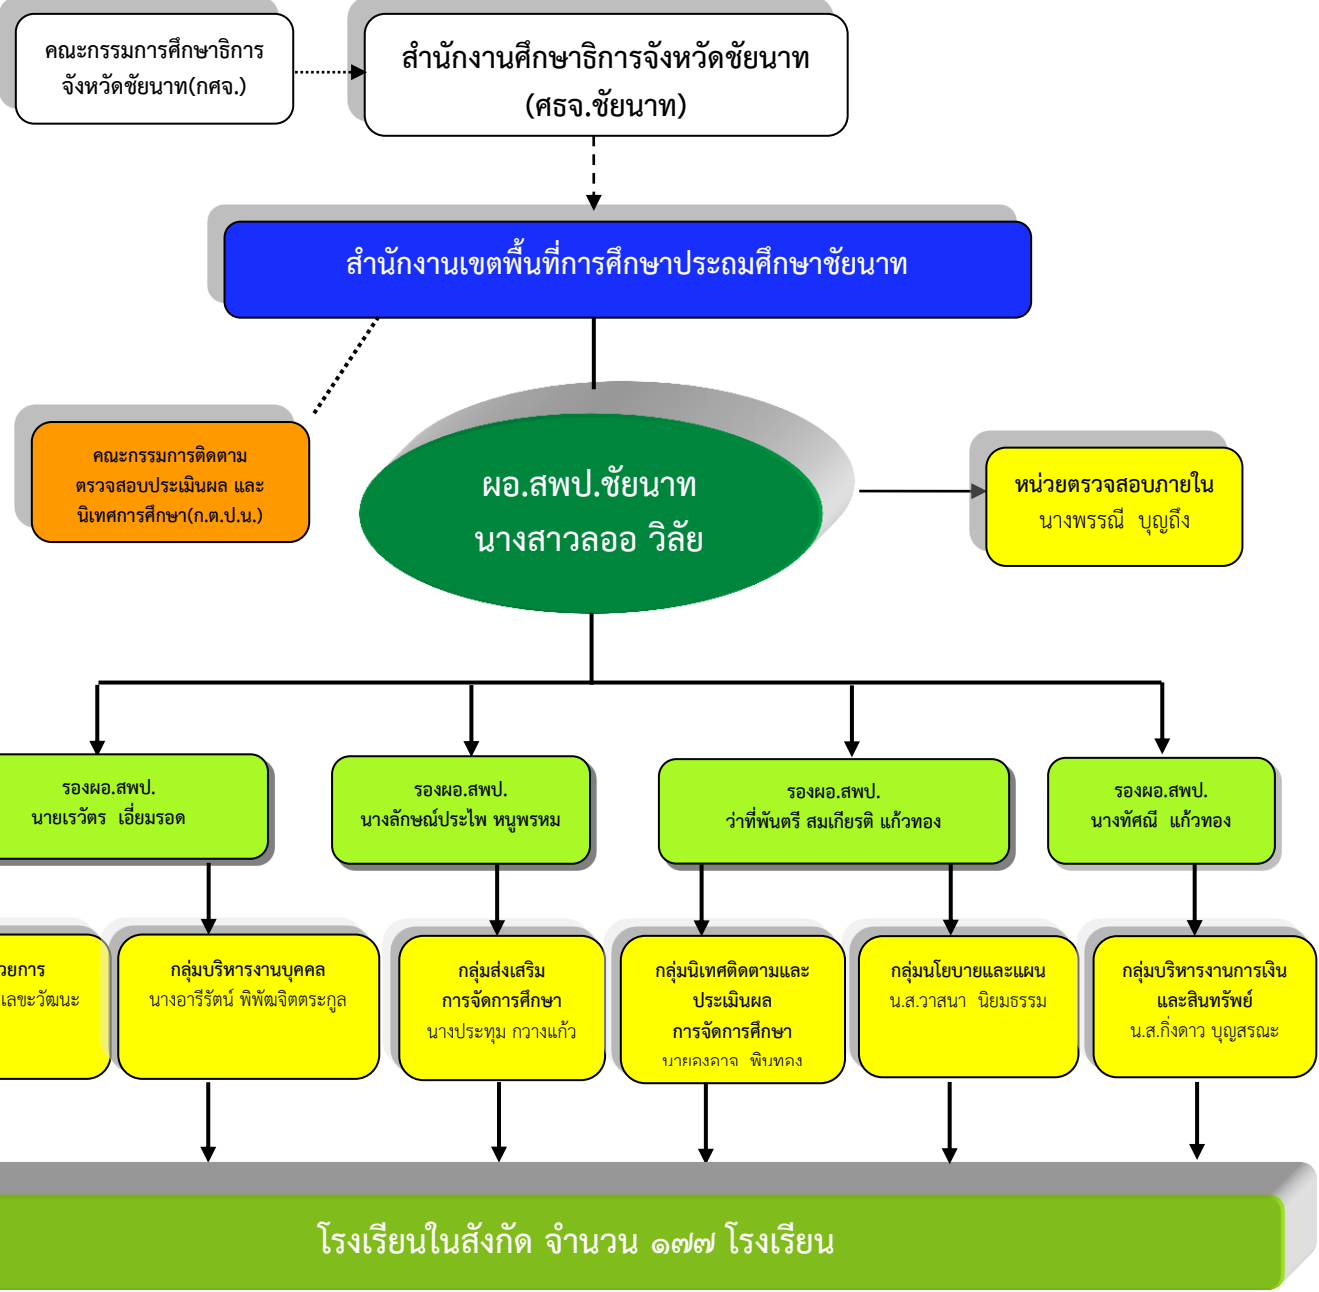 คณะกรรมการศึกษาธิการ
จังหวัดชัยนาท(กศจ.)
สำนักงานศึกษาธิการจังหวัดชัยนาท
(ศธจ.ชัยนาท)
สำนักงานเขตพื้นที่การศึกษาประถมศึกษาชัยนาท
คณะกรรมการติดตาม
ตรวจสอบประเมินผล และ
นิเทศการศึกษา(ก.ต.ป.น.)
ผอ.สพป.ชัยนาท
นางสาวลออ วิลัย
หน่วยตรวจสอบภายใน
นางพรรณี บุญถึง
รองผอ.สพป.
นายเรวัตร เอี่ยมรอด
รองผอ.สพป.
นางลักษณ์ประไพ หนูพรหม
รองผอ.สพป.
ว่าที่พันตรี สมเกียรติ แก้วทอง
รองผอ.สพป.
นางทัศณี แก้วทอง
วยการ
เลขะวัฒนะ
กลุ่มบริหารงานบุคคล
นางอารีรัตน์ พิพัฒจิตตระกูล
กลุ่มส่งเสริม
การจัดการศึกษา
นางประทุม กวางแก้ว
กลุ่มนิเทศติดตามและ
ประเมินผล
การจัดการศึกษา
กลุ่มนโยบายและแผน
น.ส.วาสนา นิยมธรรม
กลุ่มบริหารงานการเงิน
และสินทรัพย์
น.ส.กิ่งดาว บุญสรณะ
โรงเรียนในสังกัด จำนวน ๑๗๗ โรงเรียน